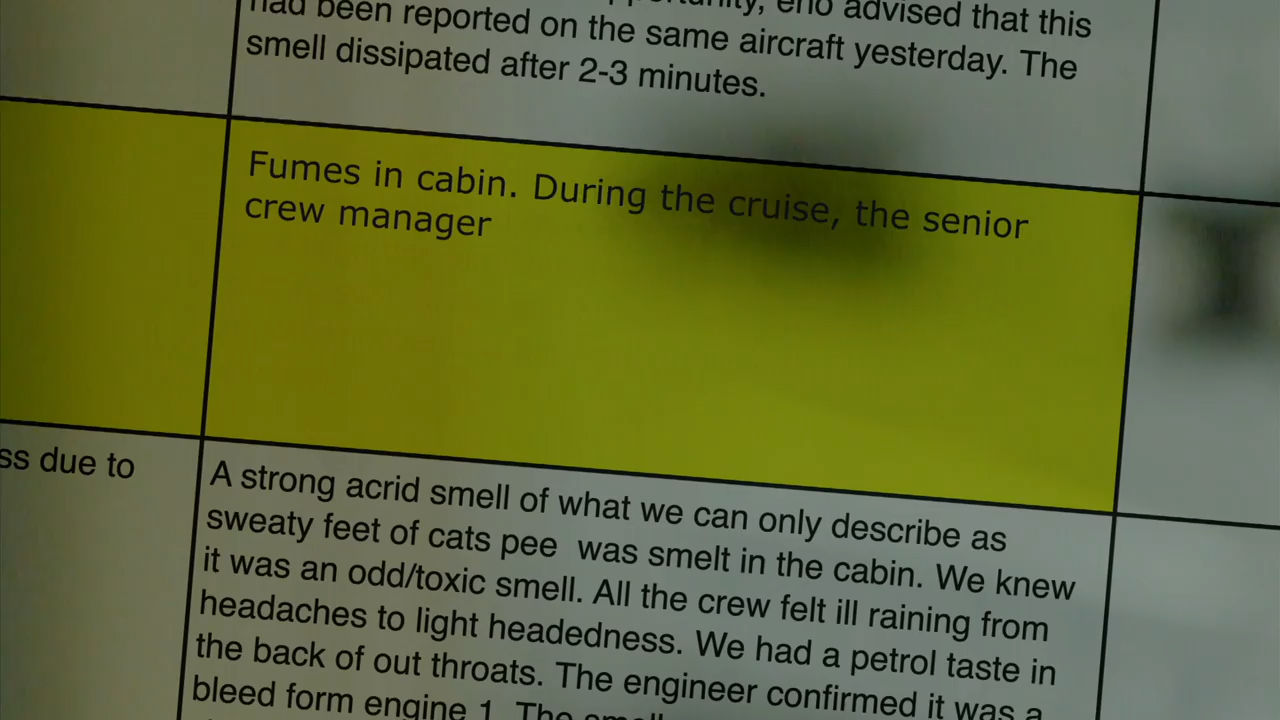 had been reported on the same aircraft yesterday. The
smell dissipated after 2-3 minutes.
Fumes in cabin. During the cruise, the senior
crew manager
ss due to
A strong acrid smell of what we can only describe as
sweaty feet of cats pee was smelt in the cabin. We knew
it was an odd/toxic smell. All the crew felt ill raining from
headaches to light headedness. We had a petrol taste in
the back of out throats. The engineer confirmed it was a
bleed form engine 1. The smell